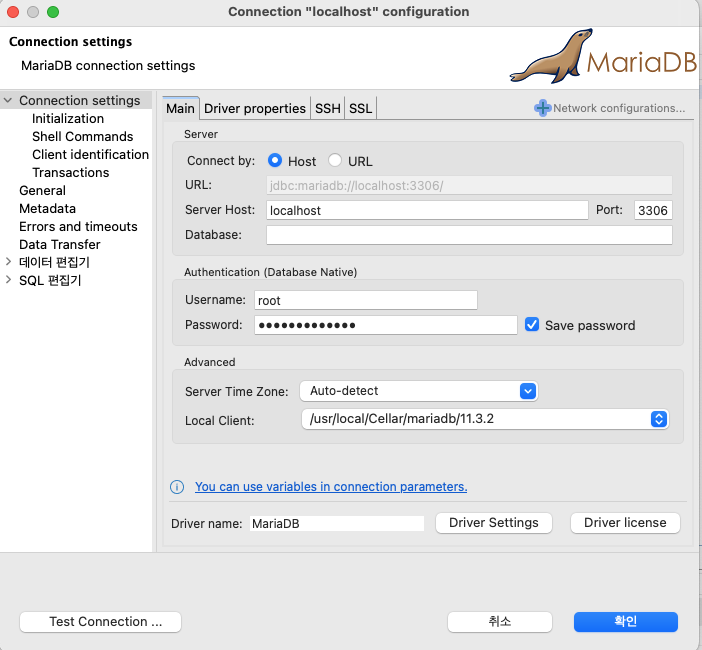 Connection "localhost" configuration
Connection settings
MariaDB connection settings
MariaDB
Connection settings
Initialization
Shell Commands
Client identification
Transactions
General
Metadata
Errors and timeouts
Data Transfer
데이터 편집기
SQL 편집기
Main Driver properties SSH SSL Network configurations...
Server
Connect by: Host URL
URL: jdbc:mariadb://localhost:3306/
Server Host: localhost Port: 3306
Database:
Authentication (Database Native)
Username: root
Password: •••••••••••••
Save password
Advanced
Server Time Zone: Auto-detect
Local Client: /usr/local/Cellar/mariadb/11.3.2
You can use variables in connection parameters.
Driver name: MariaDB Driver Settings Driver license
Test Connection ... 취소 확인